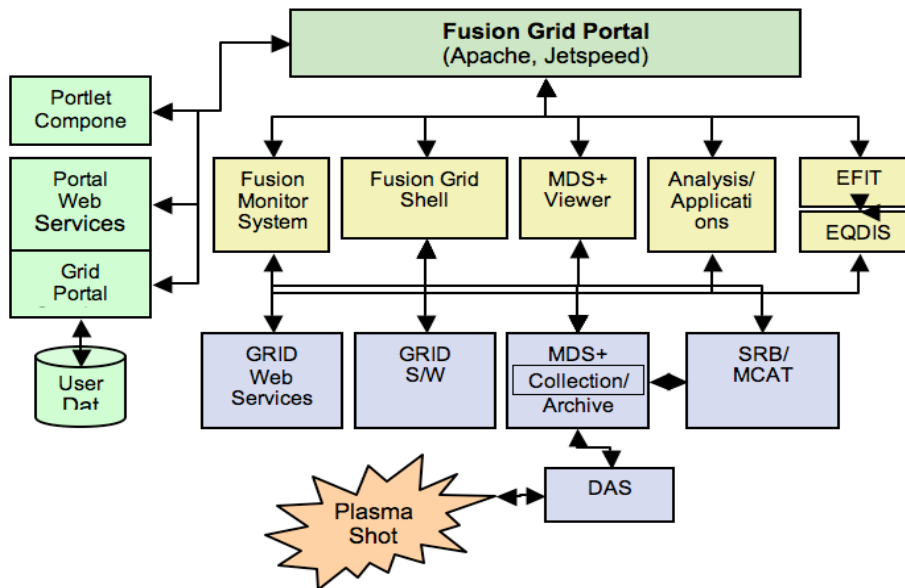 Fusion Grid Portal
(Apache, Jetspeed)
Portlet
Compone
Portal
Web
Services
Grid
Portal
User
Dat
Fusion
Monitor
System
Fusion Grid
Shell
MDS+
Viewer
Analysis/
Applicati
ons
EFIT
EQDIS
GRID
Web
Services
GRID
S/W
MDS+
Collection/
Archive
SRB/
MCAT
DAS
Plasma
Shot